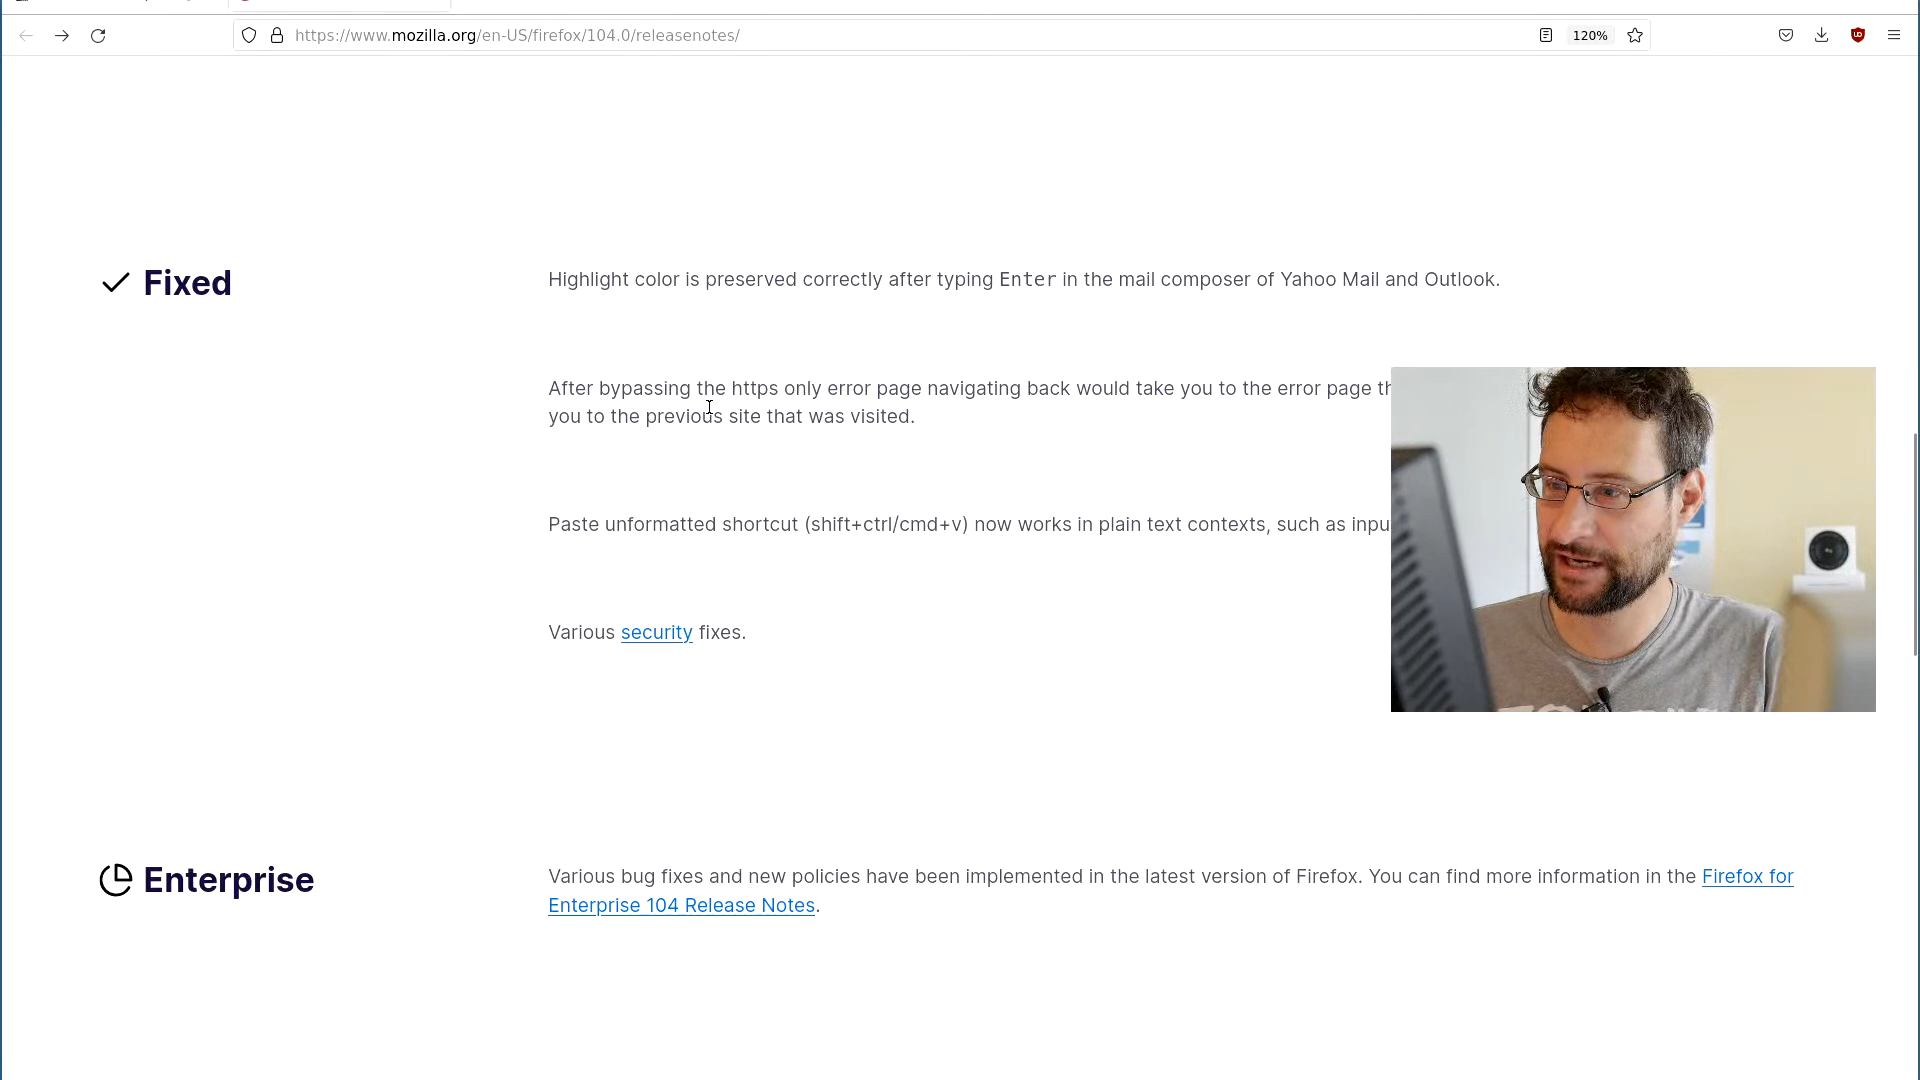 https://www.mozilla.org/en-US/firefox/104.0/releasenotes/
120%
Fixed
Highlight color is preserved correctly after typing Enter in the mail composer of Yahoo Mail and Outlook.
After bypassing the https only error page navigating back would take you to the error page th
you to the previous site that was visited.
Paste unformatted shortcut (shift+ctrl/cmd+v) now works in plain text contexts, such as inpu
Various security fixes.
Enterprise
Various bug fixes and new policies have been implemented in the latest version of Firefox. You can find more information in the Firefox for
Enterprise 104 Release Notes.